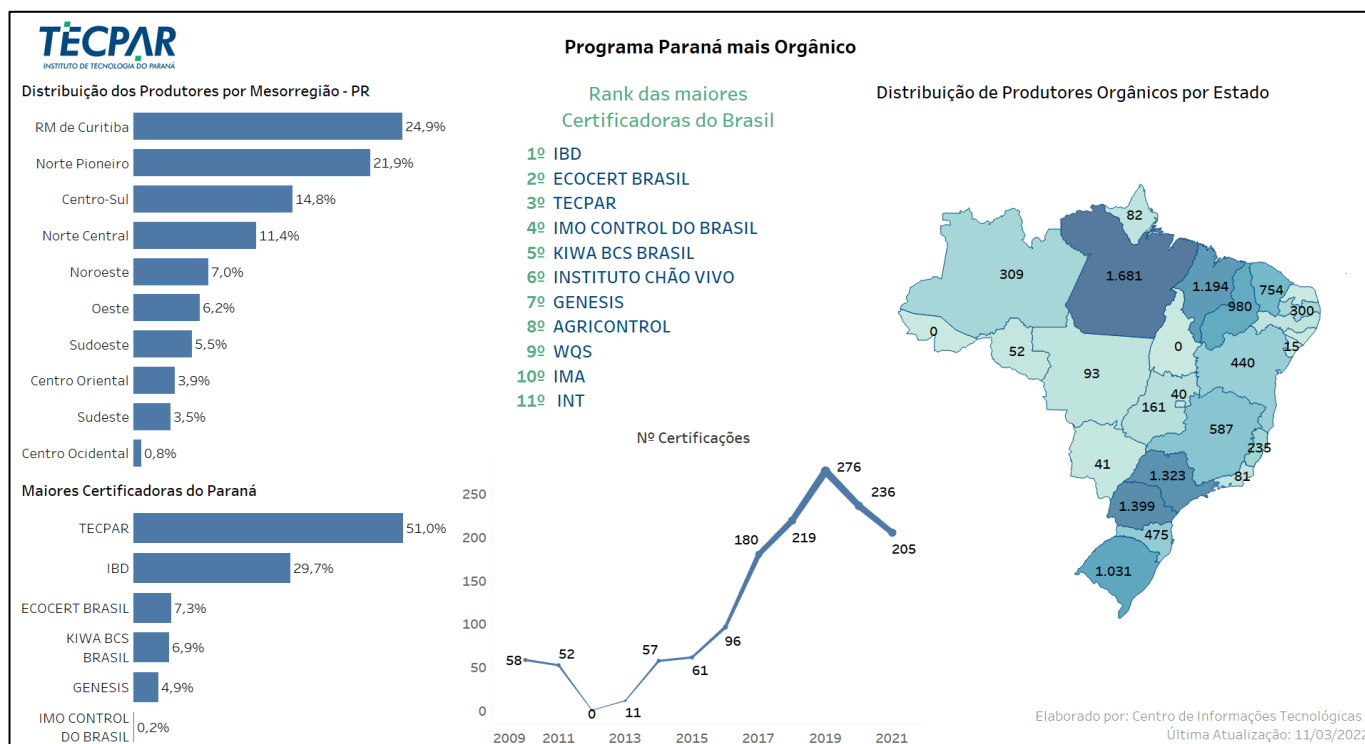 TECPAR
INSTITUTO DE TECNOLOGIA DO PARANÁ
Programa Paraná mais Orgânico
Distribuição dos Produtores por Mesorregião - PR
RM de Curitiba 24,9%
Norte Pioneiro 21,9%
Centro-Sul 14,8%
Norte Central 11,4%
Noroeste 7,0%
Oeste 6,2%
Sudoeste 5,5%
Centro Oriental 3,9%
Sudeste 3,5%
Centro Ocidental 0,8%
Maiores Certificadoras do Paraná
TECPAR 51,0%
IBD 29,7%
ECOCERT BRASIL 7,3%
KIWA BCS
BRASIL 6,9%
GENESIS 4,9%
IMO CONTROL
DO BRASIL 0,2%
Rank das maiores
Certificadoras do Brasil
1º IBD
2º ECOCERT BRASIL
3º TECPAR
4º IMO CONTROL DO BRASIL
5º KIWA BCS BRASIL
6º INSTITUTO CHÃO VIVO
7º GENESIS
8º AGRICONTROL
9º WQS
10º IMA
11º INT
Nº Certificações
250
200
150
100
50
0
58
52
0
11
57
61
96
180
219
276
236
205
2009 2011 2013 2015 2017 2019 2021
Distribuição de Produtores Orgânicos por Estado
82
309
1.681
1.194
754
980
300
0
52
0
15
93
440
40
161
587
235
41
1.323
81
1.399
475
1.031
Elaborado por: Centro de Informações Tecnológicas
Última Atualização: 11/03/2022